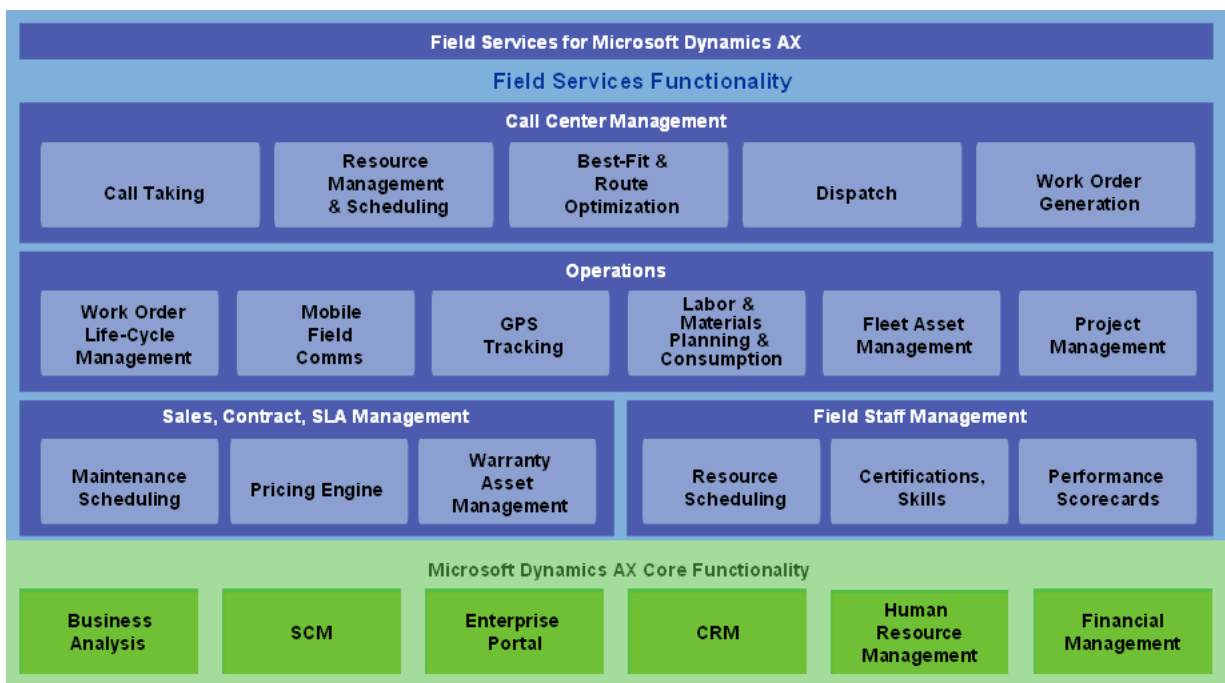 Field Services for Microsoft Dynamics AX
Field Services Functionality
Call Center Management
Call Taking
Resource
Management
& Scheduling
Best-Fit &
Route
Optimization
Dispatch
Work Order
Generation
Operations
Work Order
Life-Cycle
Management
Mobile
Field
Comms
GPS
Tracking
Labor &
Materials
Planning &
Consumption
Fleet Asset
Management
Project
Management
Sales, Contract, SLA Management
Maintenance
Scheduling
Pricing Engine
Warranty
Asset
Management
Field Staff Management
Resource
Scheduling
Certifications,
Skills
Performance
Scorecards
Microsoft Dynamics AX Core Functionality
Business
Analysis
SCM
Enterprise
Portal
CRM
Human
Resource
Management
Financial
Management